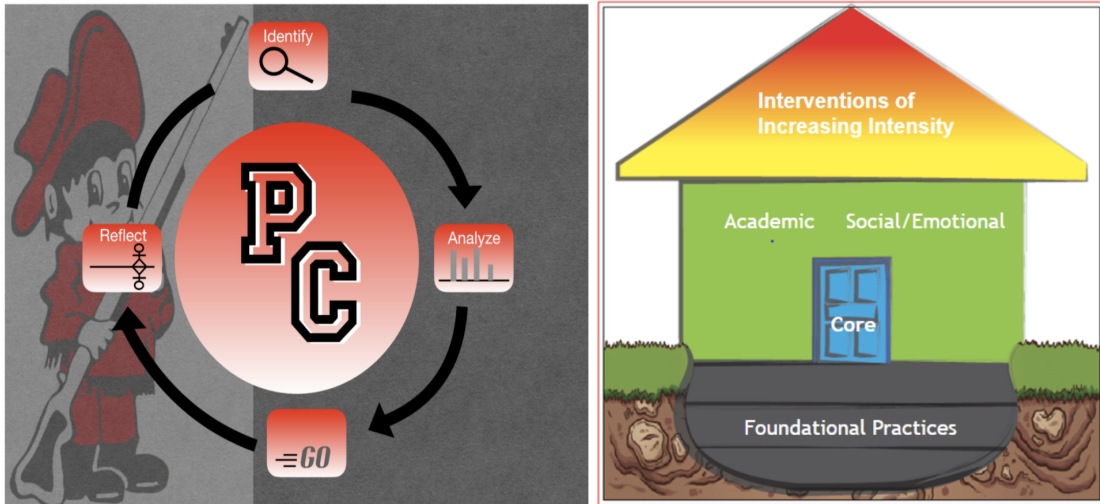 Identify
Reflect
P
C
Analyze
GO
Interventions of
Increasing Intensity
Academic Social/Emotional
Core
Foundational Practices